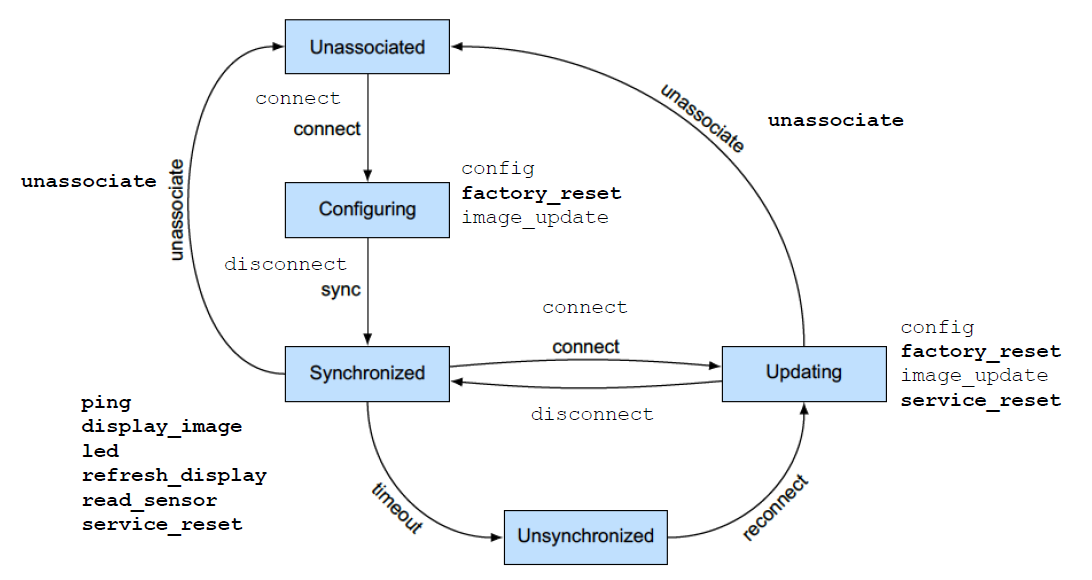 Unassociated
connect
connect
unassociate
unassociate
unassociate
unassociate
config
factory_reset
image_update
Configuring
disconnect
sync
connect
connect
Synchronized
Updating
config
factory_reset
image_update
service_reset
disconnect
ping
display_image
led
refresh_display
read_sensor
service_reset
timeout
reconnect
Unsynchronized